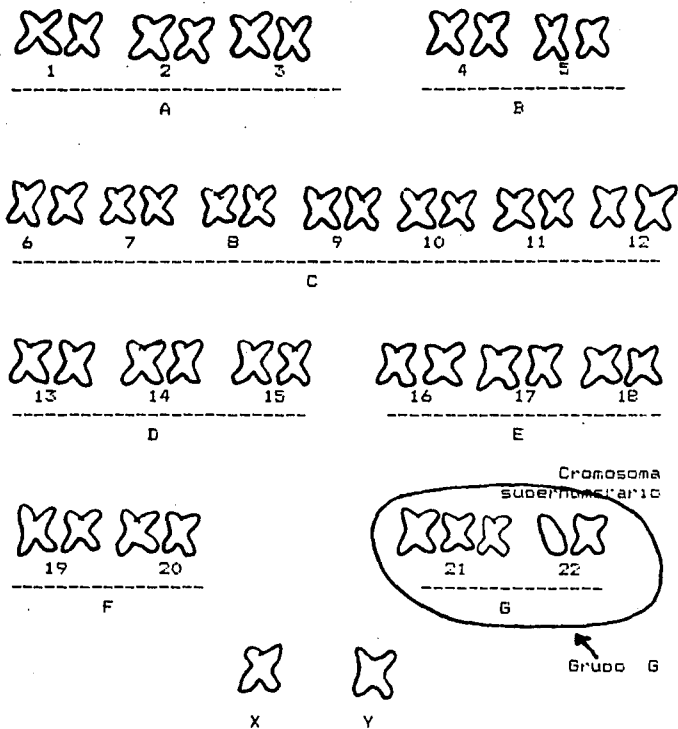 1 2 3 4 5
A B
6 7 8 9 10 11 12
C
13 14 15 16 17 18
D E
Cromosoma
supernumerario
19 20 21 22
F G
Grupo G
X Y